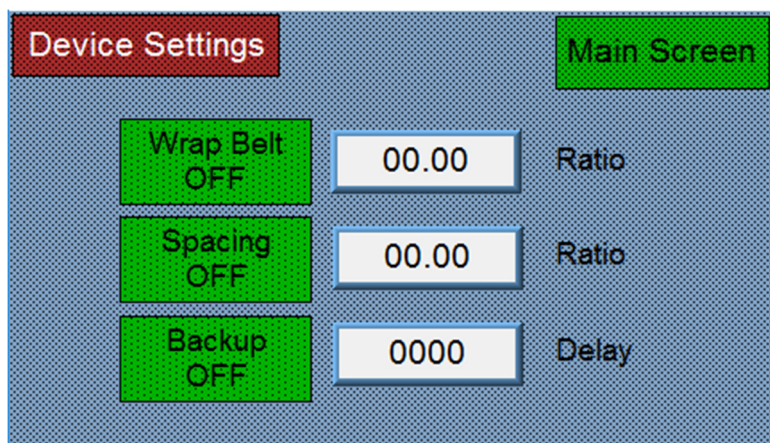 Device Settings
Main Screen
Wrap Belt
OFF
00.00
Ratio
Spacing
OFF
00.00
Ratio
Backup
OFF
0000
Delay